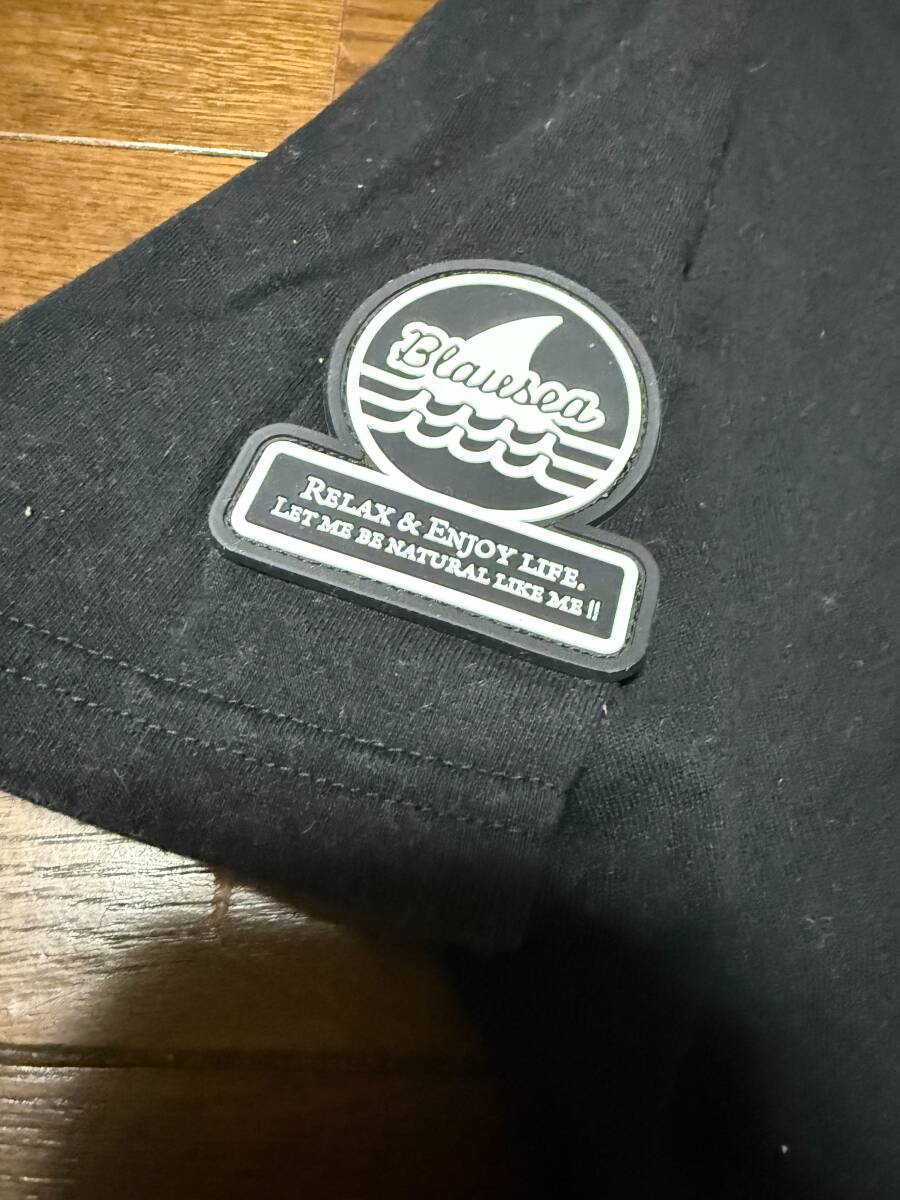 Blausea
RELAX & ENJOY LIFE.
LET ME BE NATURAL LIKE ME !!